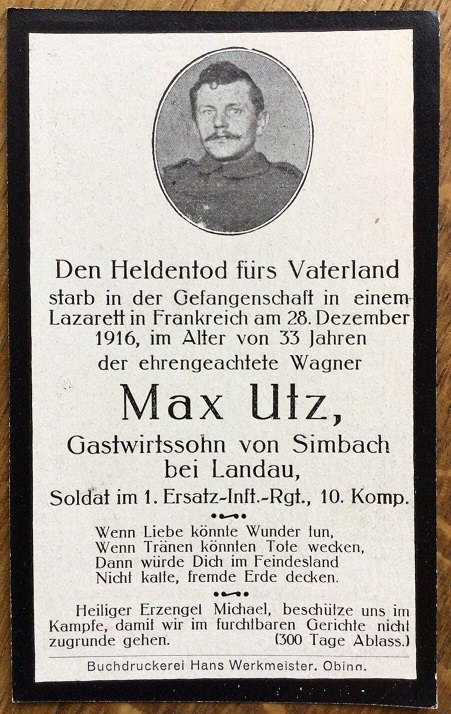 Den Heldentod fürs Vaterland
starb in der Gefangenschaft in einem
Lazarett in Frankreich am 28. Dezember
1916, im Alter von 33 Jahren
der ehrengeachtete Wagner
Max Utz,
Gastwirtssohn von Simbach
bei Landau,
Soldat im 1. Ersatz-Inft.-Rgt., 10. Komp.
Wenn Liebe könnte Wunder tun,
Wenn Tränen könnten Tote wecken,
Dann würde Dich im Feindesland
Nicht kalte, fremde Erde decken.
Heiliger Erzengel Michael, beschütze uns im
Kampfe, damit wir im furchtbaren Gerichte nicht
zugrunde gehen. (300 Tage Ablass.)
Buchdruckerei Hans Werkmeister, Obinn.